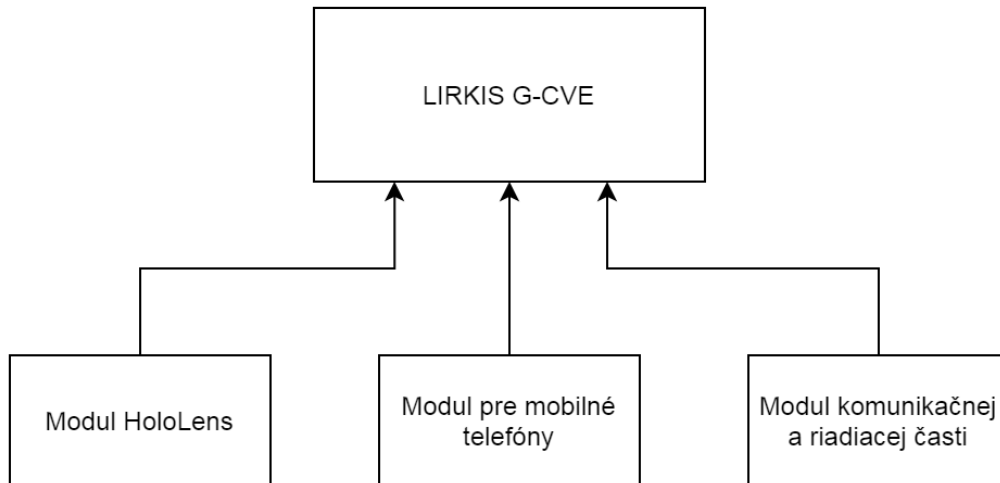 LIRKIS G-CVE
Modul HoloLens
Modul pre mobilné
telefóny
Modul komunikačnej
a riadiacej časti